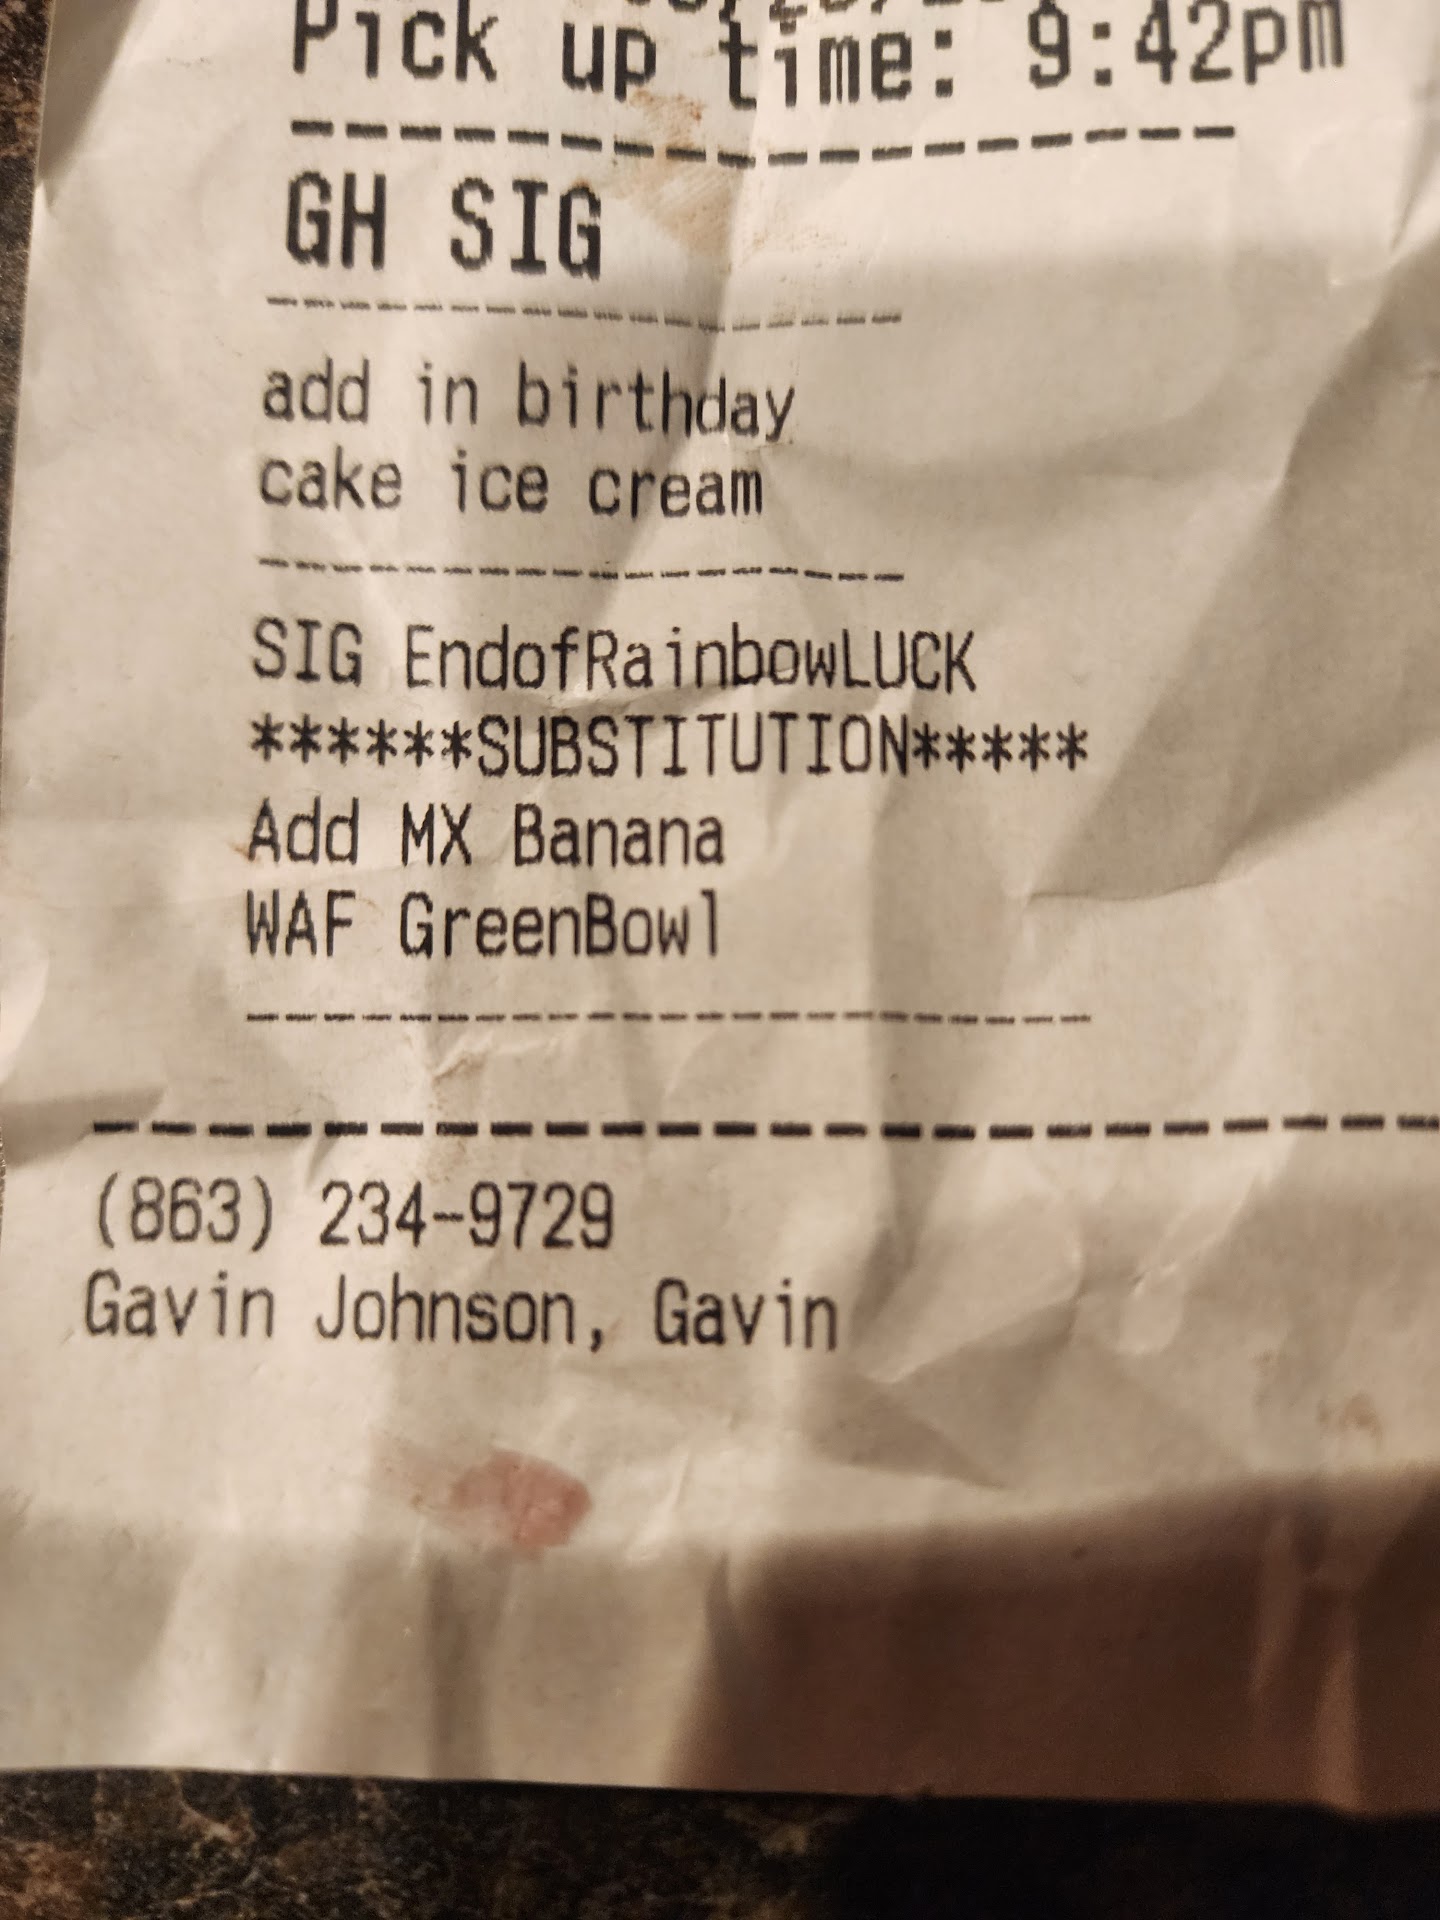 Pick up time: 9:42pm
GH SIG
add in birthday
cake ice cream
SIG EndofRainbowLUCK
******SUBSTITUTION*****
Add MX Banana
WAF GreenBowl
(863) 234-9729
Gavin Johnson, Gavin